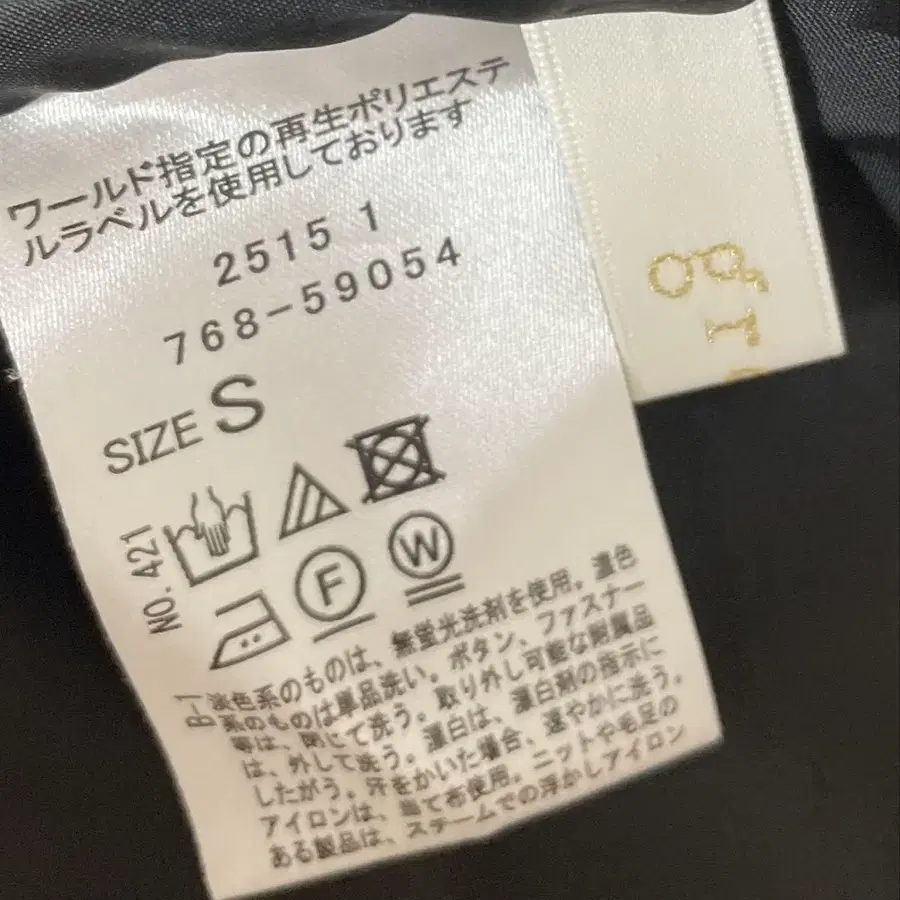 ワールド指定の再生ポリエステ
ルラベルを使用しております
2515 1
768-59054
SIZE S
NO.421
F
W
B-1
淡色系のものは、無蛍光洗剤を使用。濃色
系のものは単品洗い。ボタン、ファスナー
等は、閉じて洗う。取り外し可能な附属品
は、外して洗う。漂白は、漂白剤の指示に
したがう。汗をかいた場合、速やかに洗う。
アイロンは、当て布使用。ニットや毛足の
ある製品は、スチームでの浮かしアイロン